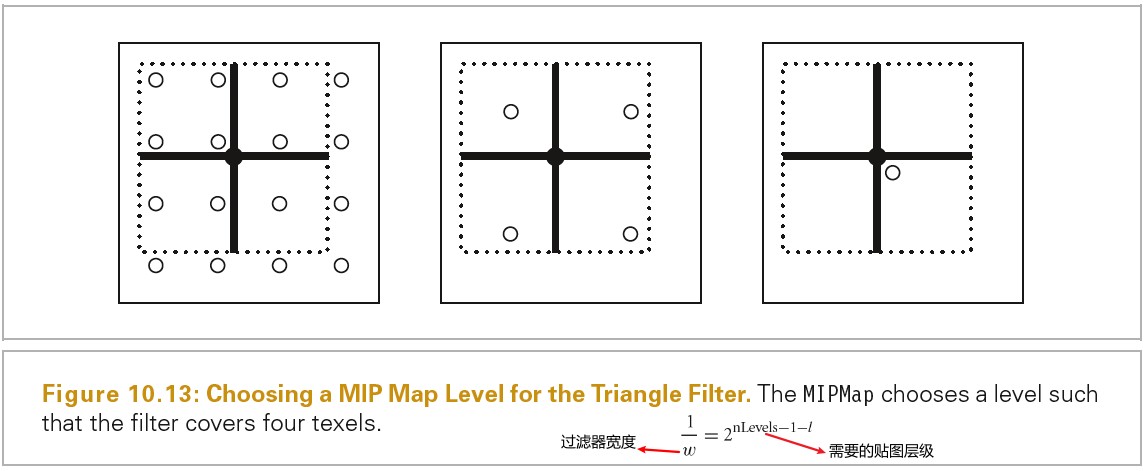 Figure 10.13: Choosing a MIP Map Level for the Triangle Filter. The MIPMap chooses a level such
that the filter covers four texels.
过滤器宽度 1/w = 2^(nLevels−1−l) 需要的贴图层级